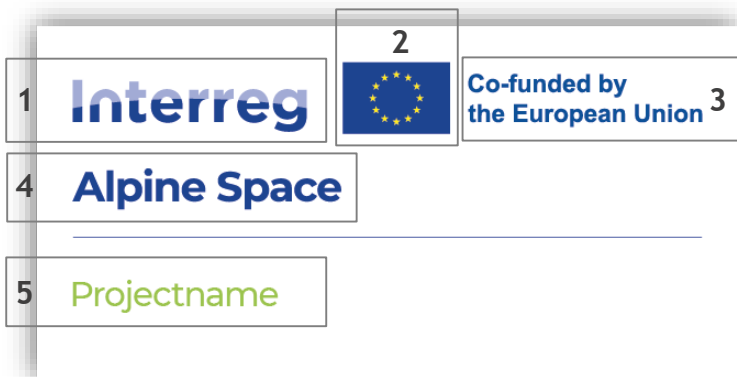 2
1 Interreg
Co-funded by
the European Union 3
4 Alpine Space
5 Projectname